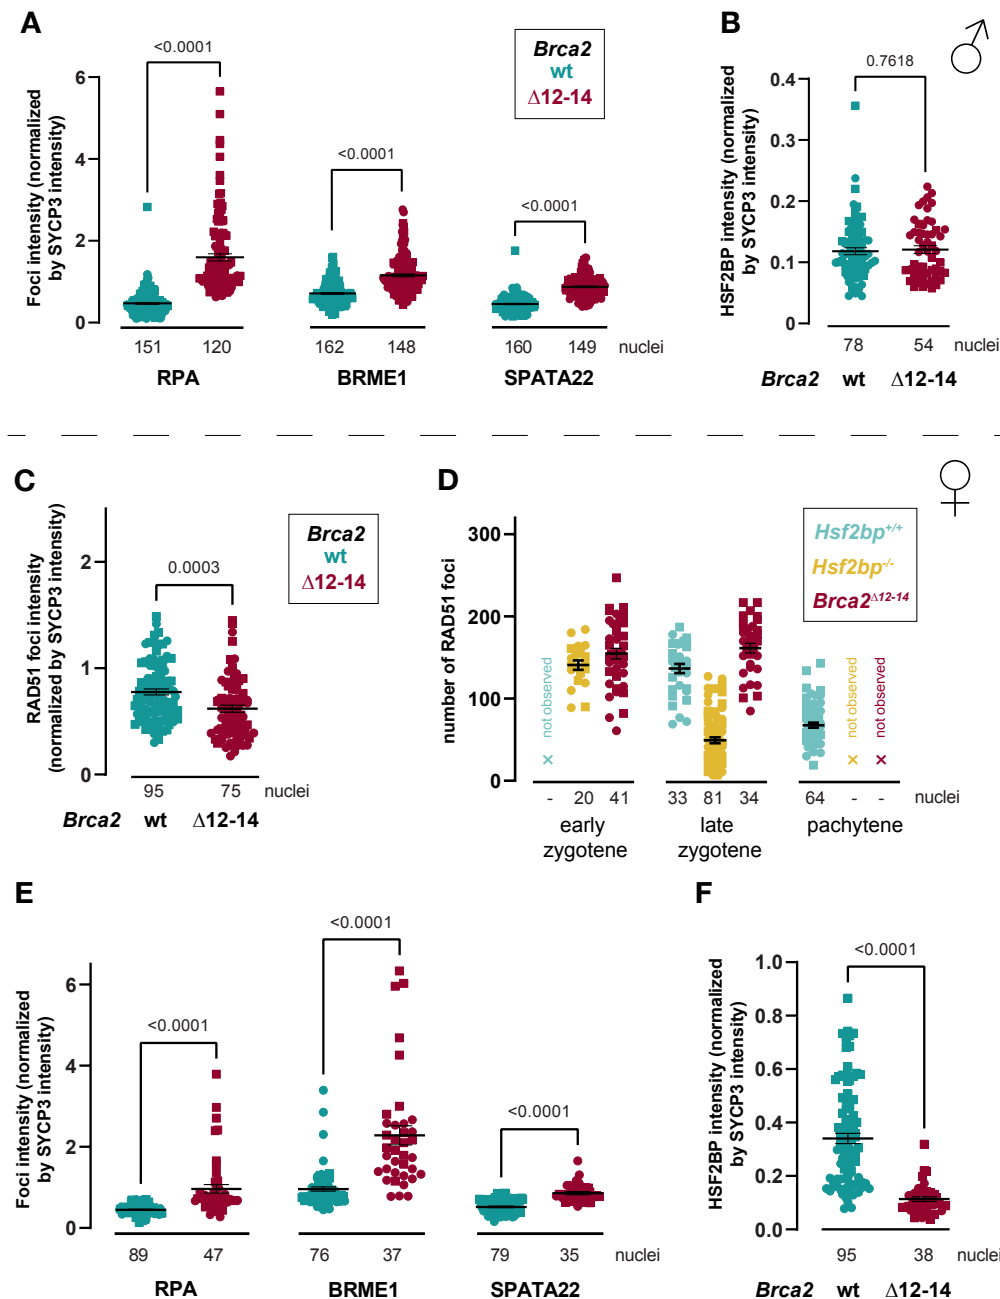 A
Foci intensity (normalized
by SYCP3 intensity)
6
4
2
0
<0.0001
<0.0001
<0.0001
Brca2
wt
Δ12-14
151
120
162
148
160
149
nuclei
RPA
BRME1
SPATA22
B
♂
HSF2BP intensity (normalized
by SYCP3 intensity)
0.4
0.3
0.2
0.1
0
0.7618
78
54
nuclei
Brca2 wt Δ12-14
C
RAD51 foci intensity
(normalized by SYCP3 intensity)
2
1
0
0.0003
Brca2
wt
Δ12-14
95
75
nuclei
Brca2 wt Δ12-14
D
♀
number of RAD51 foci
300
200
100
0
Hsf2bp+/+
Hsf2bp-/-
Brca2Δ12-14
× not observed
× not observed
× not observed
- 20 41
33 81 34
64 - -
nuclei
early
zygotene
late
zygotene
pachytene
E
Foci intensity (normalized
by SYCP3 intensity)
6
4
2
0
<0.0001
<0.0001
<0.0001
89
47
76
37
79
35
nuclei
RPA
BRME1
SPATA22
F
HSF2BP intensity (normalized
by SYCP3 intensity)
1.0
0.8
0.6
0.4
0.2
0.0
<0.0001
95
38
nuclei
Brca2 wt Δ12-14